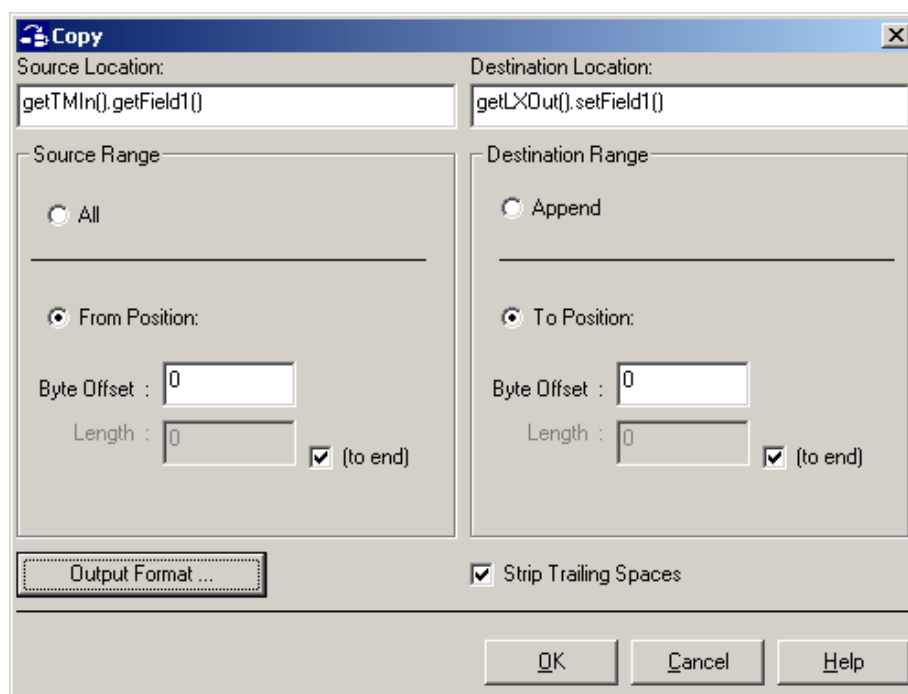 Copy
Source Location:
Destination Location:
getTMIn().getField1()
getLXOut().setField1()
Source Range
Destination Range
All
Append
From Position:
To Position:
Byte Offset : 0
Byte Offset : 0
Length : 0
(to end)
Length : 0
(to end)
Output Format ...
Strip Trailing Spaces
OK
Cancel
Help